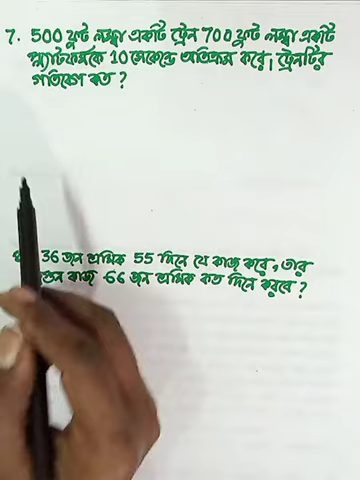 7. 500 ফুট লম্বা একটি ট্রেন 700 ফুট লম্বা একটি
প্ল্যাটফর্মকে 10 সেকেন্ডে অতিক্রম করে। ট্রেনটির
গতিবেগ কত ?
36 জন শ্রমিক 55 দিনে যে কাজ করে, তার
গুন কাজ 66 জন শ্রমিক কত দিনে করবে ?